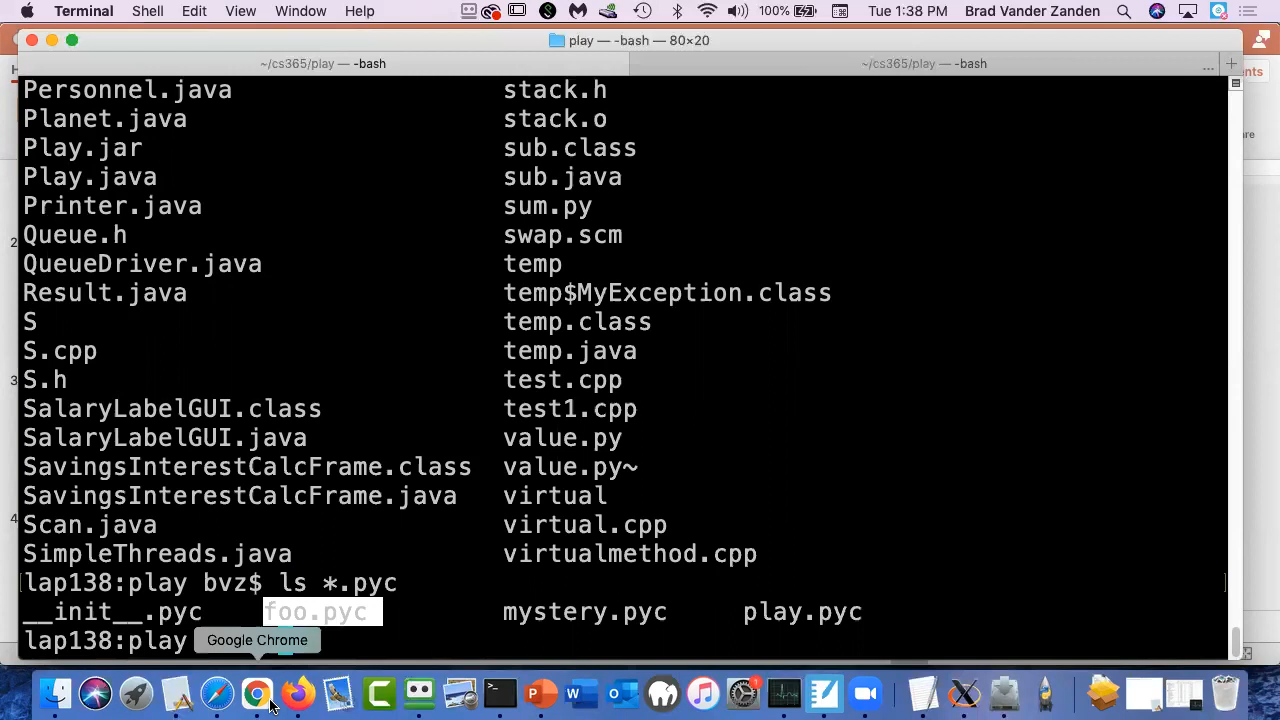 Terminal Shell Edit View Window Help 100% Tue 1:38 PM Brad Vander Zanden
play — -bash — 80×20
~/cs365/play — -bash ~/cs365/play — -bash
Personnel.java stack.h
Planet.java stack.o
Play.jar sub.class
Play.java sub.java
Printer.java sum.py
Queue.h swap.scm
QueueDriver.java temp
Result.java temp$MyException.class
S temp.class
S.cpp temp.java
S.h test.cpp
SalaryLabelGUI.class test1.cpp
SalaryLabelGUI.java value.py
SavingsInterestCalcFrame.class value.py~
SavingsInterestCalcFrame.java virtual
Scan.java virtual.cpp
SimpleThreads.java virtualmethod.cpp
lap138:play bvz$ ls *.pyc
__init__.pyc foo.pyc mystery.pyc play.pyc
lap138:play
Google Chrome